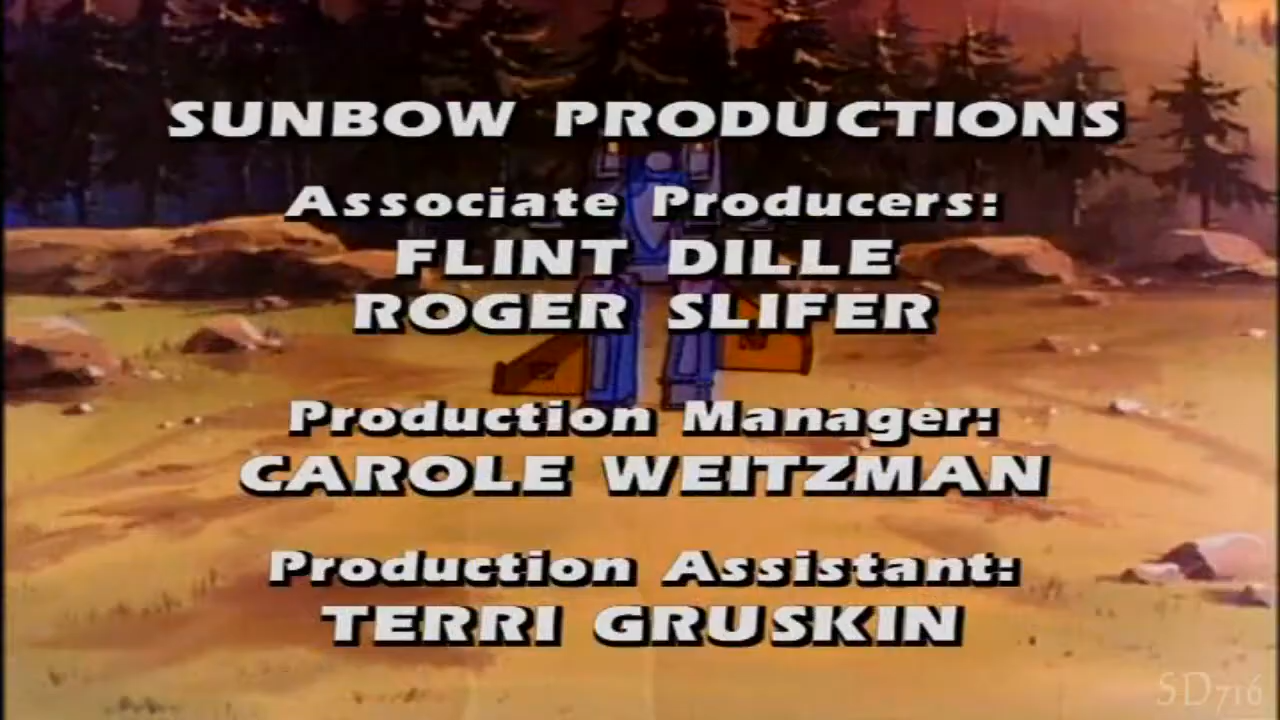 SUNBOW PRODUCTIONS
Associate Producers:
FLINT DILLE
ROGER SLIFER
Production Manager:
CAROLE WEITZMAN
Production Assistant:
TERRI GRUSKIN
SD716